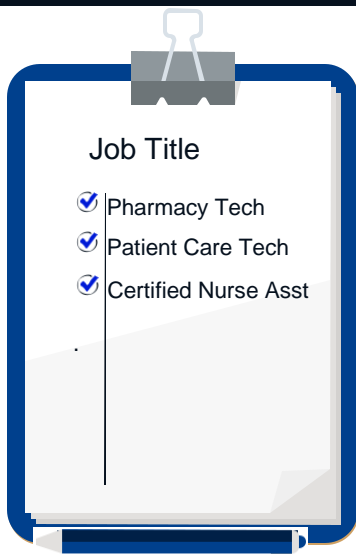 Job Title
Pharmacy Tech
Patient Care Tech
Certified Nurse Asst
.